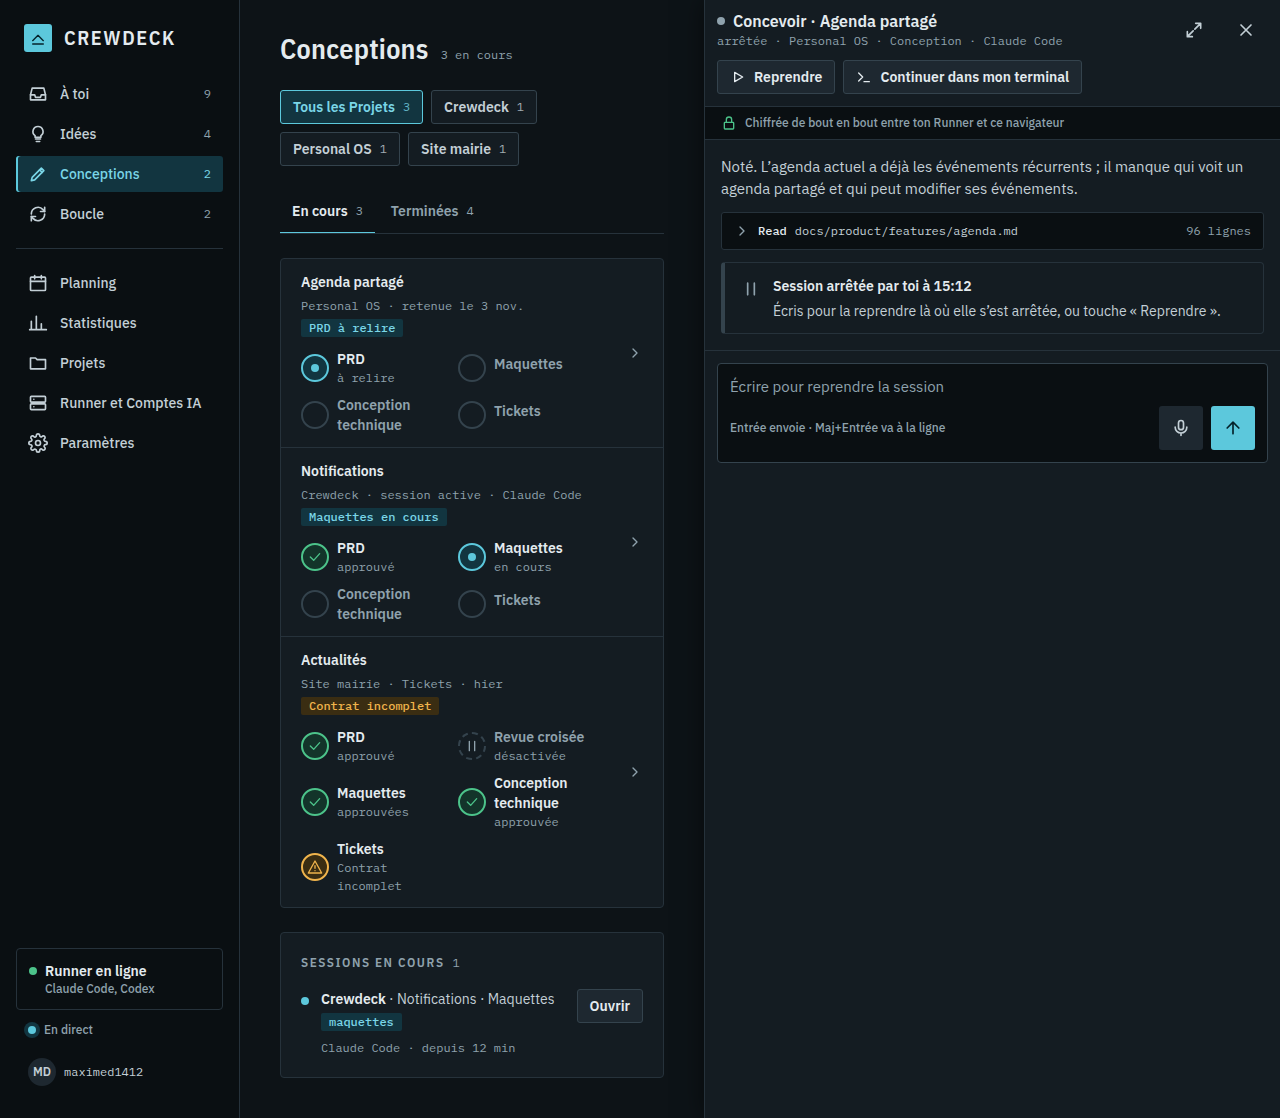 CREWDECK
À toi 9
Idées 4
Conceptions 2
Boucle 2
Planning
Statistiques
Projets
Runner et Comptes IA
Paramètres
Runner en ligne
Claude Code, Codex
En direct
MD maximed1412
Conceptions 3 en cours
Tous les Projets 3
Crewdeck 1
Personal OS 1
Site mairie 1
En cours 3
Terminées 4
Agenda partagé
Personal OS · retenue le 3 nov.
PRD à relire
PRD
à relire
Maquettes
Conception
technique
Tickets
Notifications
Crewdeck · session active · Claude Code
Maquettes en cours
PRD
approuvé
Maquettes
en cours
Conception
technique
Tickets
Actualités
Site mairie · Tickets · hier
Contrat incomplet
PRD
approuvé
Revue croisée
désactivée
Maquettes
approuvées
Conception
technique
approuvée
Tickets
Contrat
incomplet
SESSIONS EN COURS 1
Crewdeck · Notifications · Maquettes
maquettes
Claude Code · depuis 12 min
Ouvrir
Concevoir · Agenda partagé
arrêtée · Personal OS · Conception · Claude Code
Reprendre
Continuer dans mon terminal
Chiffrée de bout en bout entre ton Runner et ce navigateur
Noté. L’agenda actuel a déjà les événements récurrents ; il manque qui voit un
agenda partagé et qui peut modifier ses événements.
Read docs/product/features/agenda.md 96 lignes
Session arrêtée par toi à 15:12
Écris pour la reprendre là où elle s’est arrêtée, ou touche « Reprendre ».
Écrire pour reprendre la session
Entrée envoie · Maj+Entrée va à la ligne